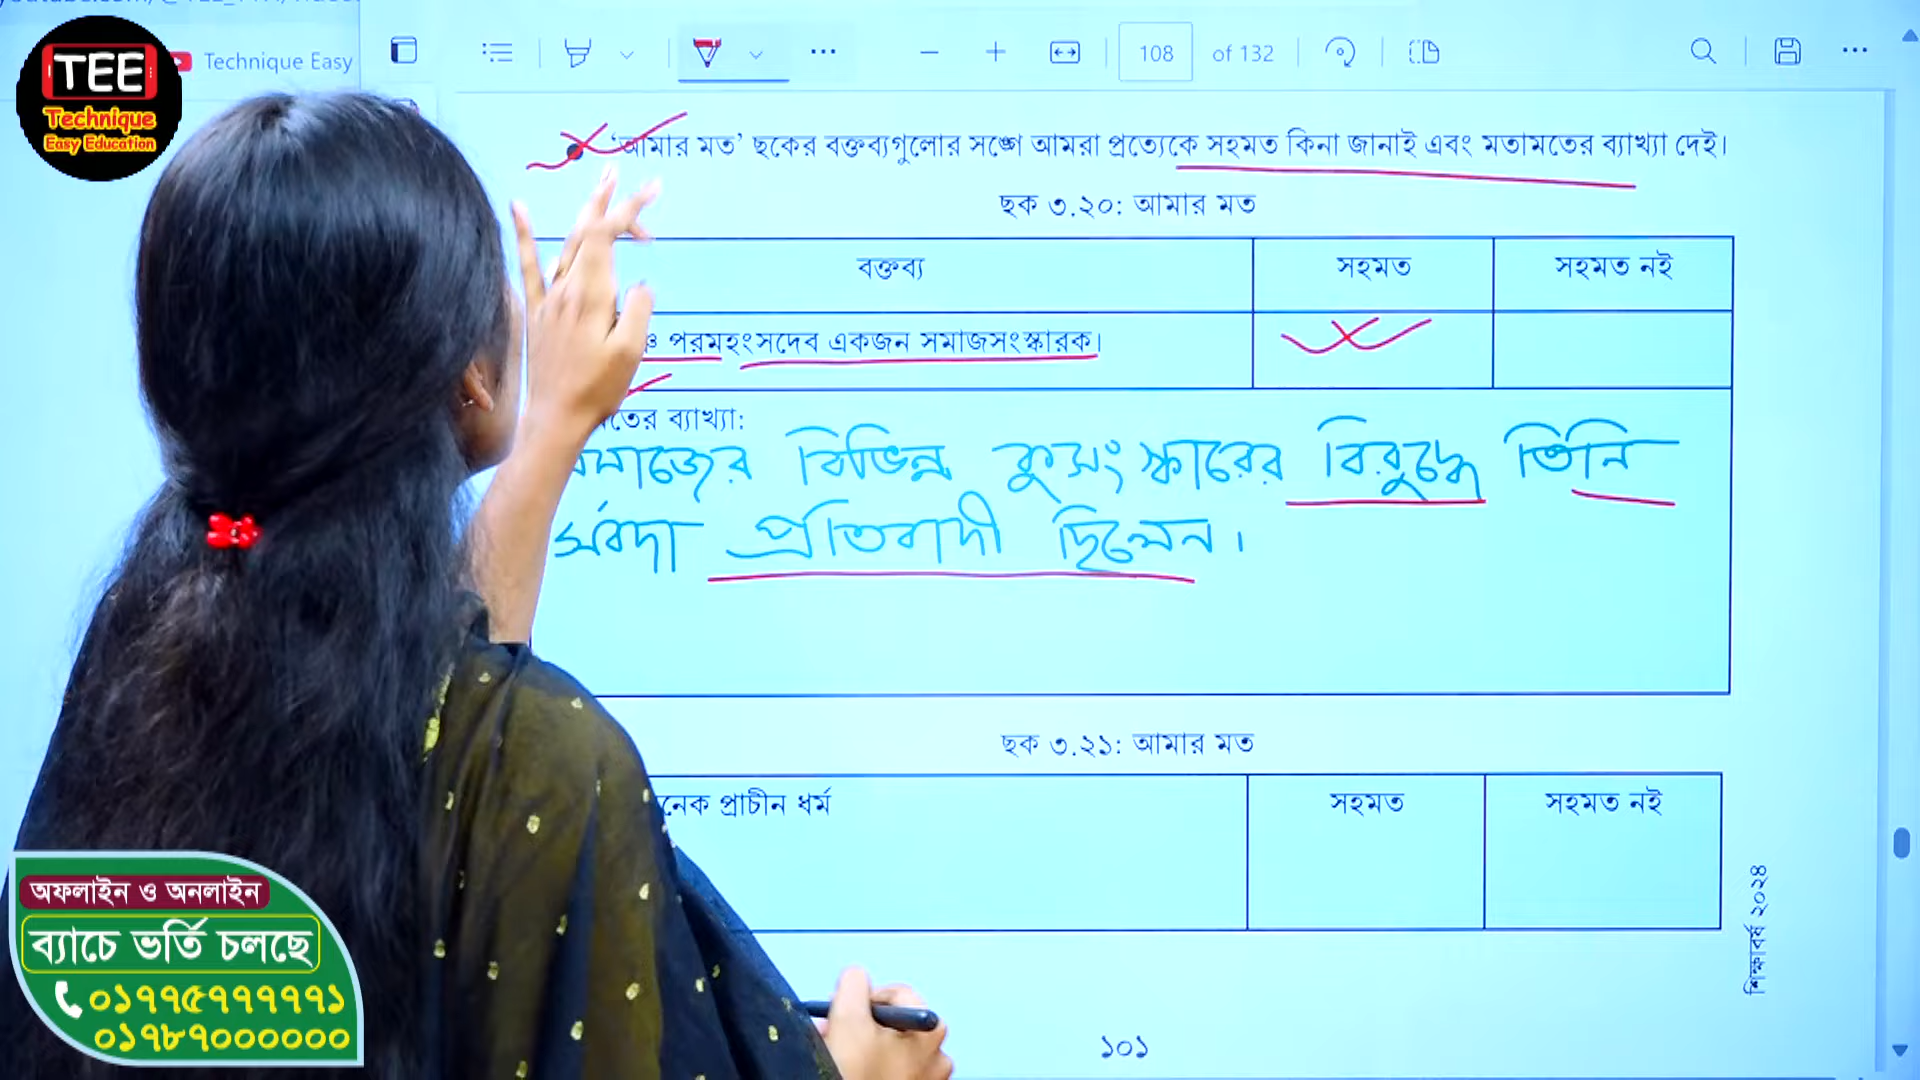 TEE
Technique
Easy Education
Technique Easy
108 of 132
‘আমার মত’ ছকের বক্তব্যগুলোর সঙ্গে আমরা প্রত্যেকে সহমত কিনা জানাই এবং মতামতের ব্যাখ্যা দেই।
ছক ৩.২০: আমার মত
বক্তব্য সহমত সহমত নই
পরমহংসদেব একজন সমাজসংস্কারক।
ব্যাখ্যা:
সমাজের বিভিন্ন কুসংস্কারের বিরুদ্ধে তিনি
সর্বদা প্রতিবাদী ছিলেন।
ছক ৩.২১: আমার মত
প্রাচীন ধর্ম সহমত সহমত নই
শিক্ষাবর্ষ ২০২৪
১০১
অফলাইন ও অনলাইন
ব্যাচে ভর্তি চলছে
০১৭৭৫৭৭৭৭৭১
০১৭৮৭০০০০০০